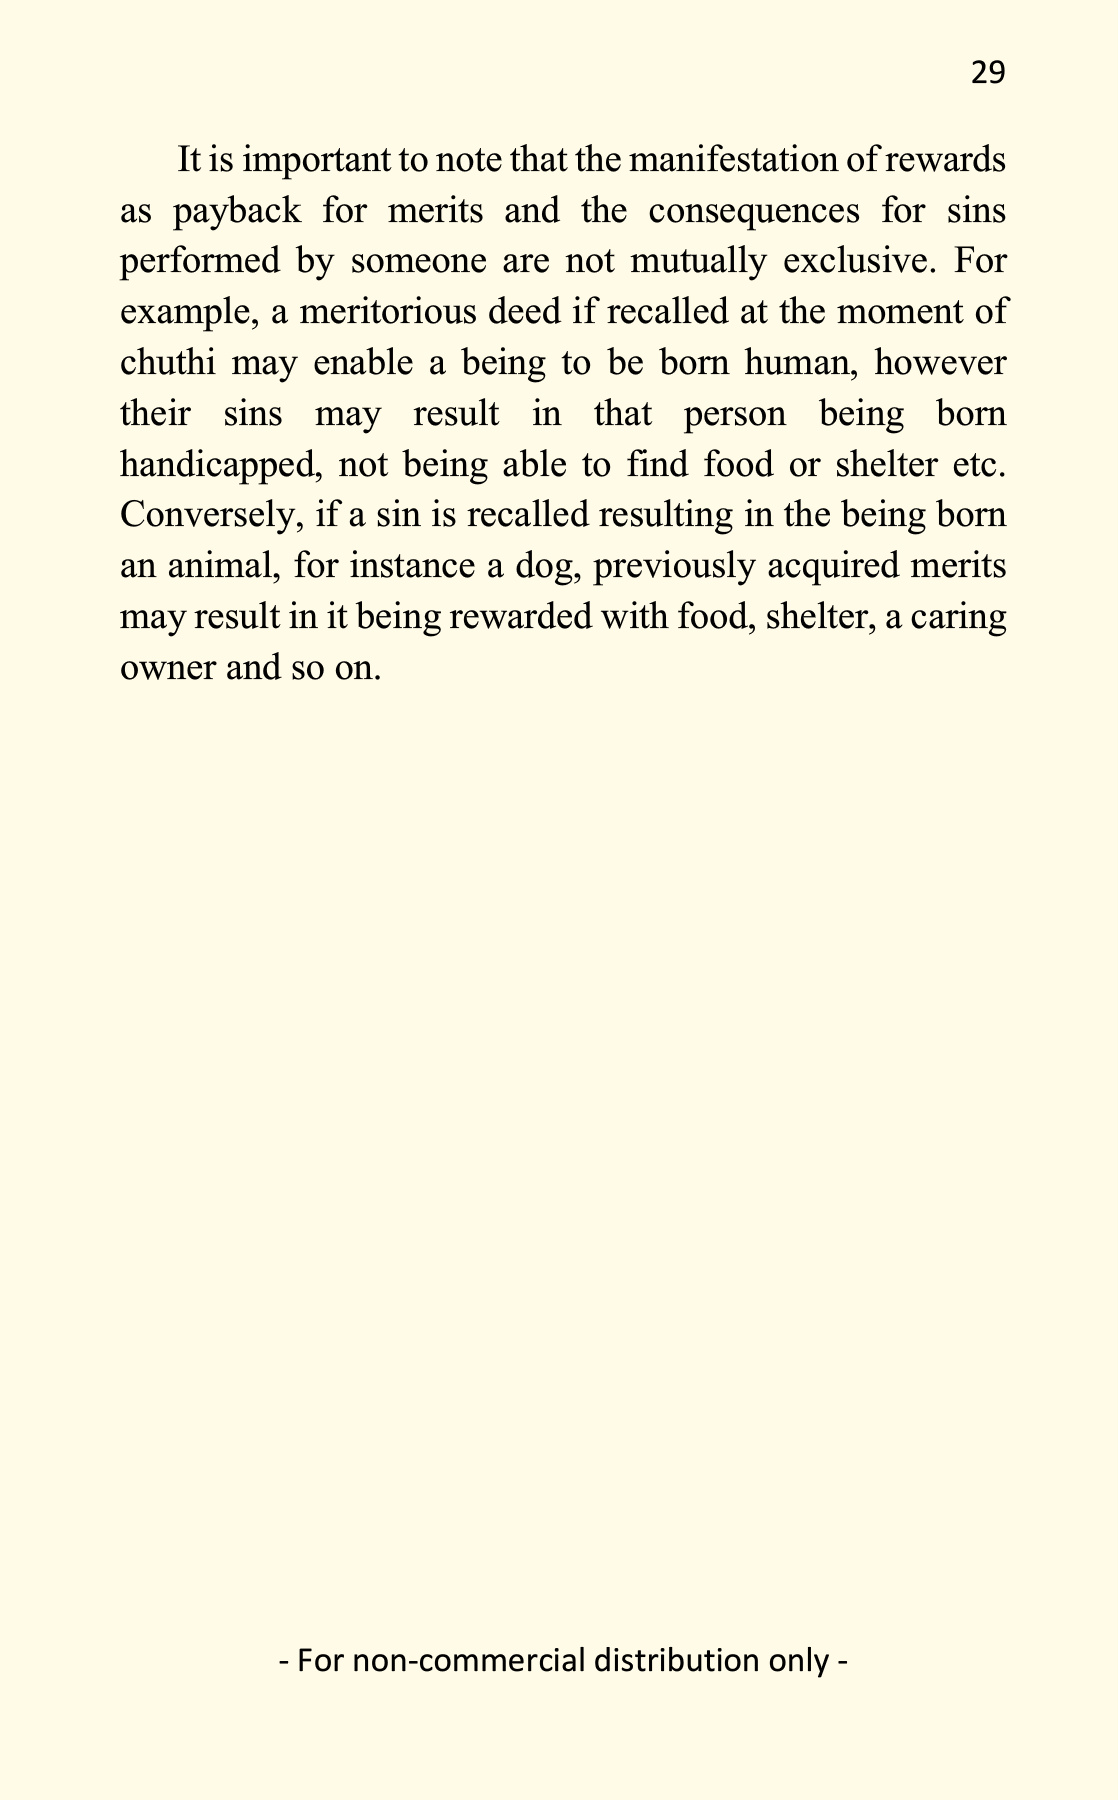 29
It is important to note that the manifestation of rewards
as payback for merits and the consequences for sins
performed by someone are not mutually exclusive. For
example, a meritorious deed if recalled at the moment of
chuthi may enable a being to be born human, however
their sins may result in that person being born
handicapped, not being able to find food or shelter etc.
Conversely, if a sin is recalled resulting in the being born
an animal, for instance a dog, previously acquired merits
may result in it being rewarded with food, shelter, a caring
owner and so on.
- For non-commercial distribution only -